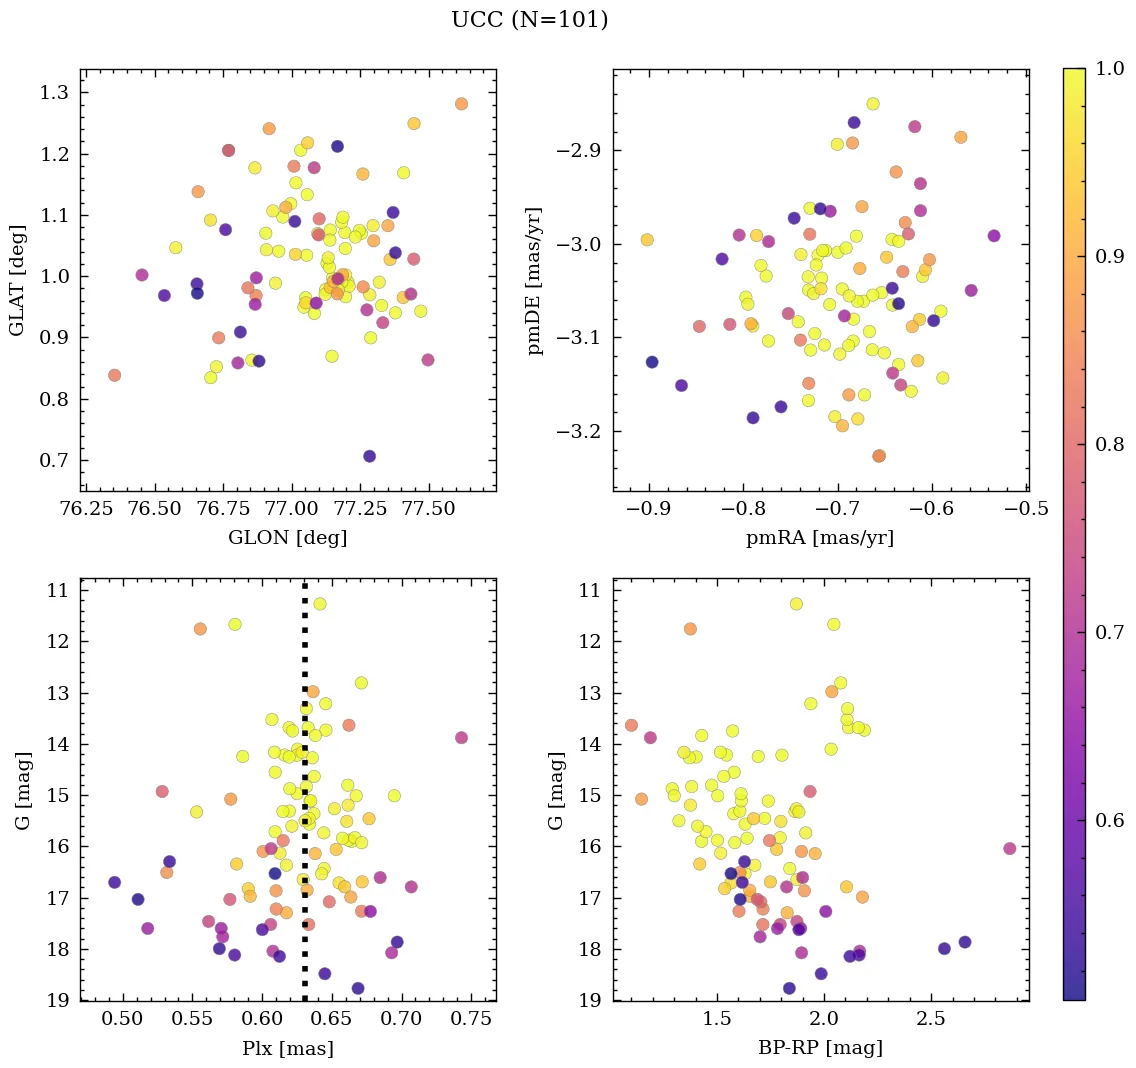 UCC (N=101)
1.3
1.2
1.1
1.0
0.9
0.8
0.7
GLAT [deg]
76.25 76.50 76.75 77.00 77.25 77.50
GLON [deg]
−2.9
−3.0
−3.1
−3.2
pmDE [mas/yr]
−0.9 −0.8 −0.7 −0.6 −0.5
pmRA [mas/yr]
11
12
13
14
15
16
17
18
19
G [mag]
0.50 0.55 0.60 0.65 0.70 0.75
Plx [mas]
11
12
13
14
15
16
17
18
19
G [mag]
1.5 2.0 2.5
BP-RP [mag]
1.0
0.9
0.8
0.7
0.6